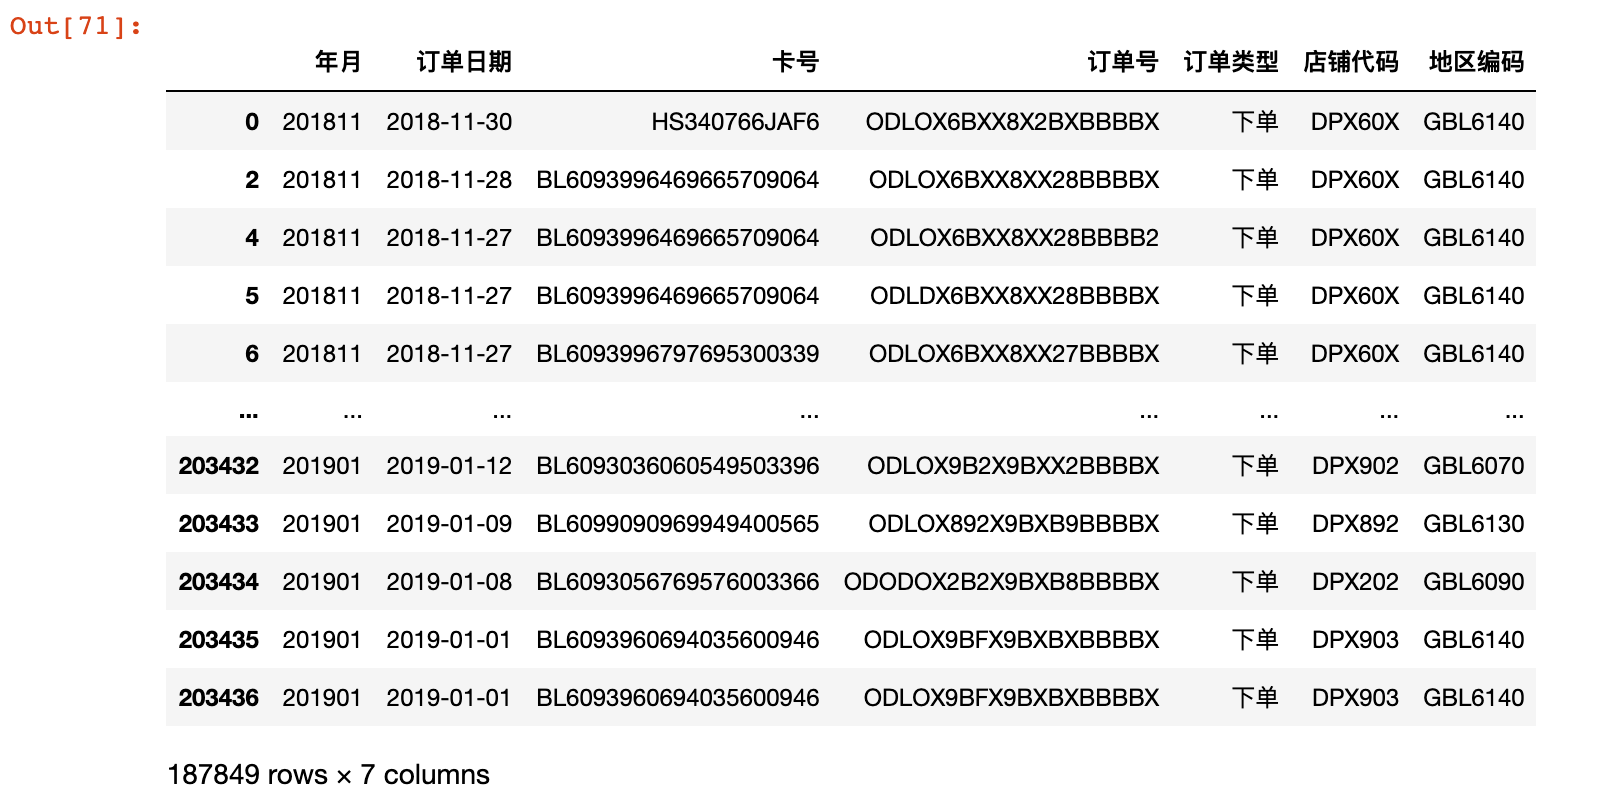 Out[71]:
年月 订单日期 卡号 订单号 订单类型 店铺代码 地区编码
0 201811 2018-11-30 HS340766JAF6 ODLOX6BXX8X2BXBBBBX 下单 DPX60X GBL6140
2 201811 2018-11-28 BL6093996469665709064 ODLOX6BXX8XX28BBBBX 下单 DPX60X GBL6140
4 201811 2018-11-27 BL6093996469665709064 ODLOX6BXX8XX28BBBB2 下单 DPX60X GBL6140
5 201811 2018-11-27 BL6093996469665709064 ODLDX6BXX8XX28BBBBX 下单 DPX60X GBL6140
6 201811 2018-11-27 BL6093996797695300339 ODLOX6BXX8XX27BBBBX 下单 DPX60X GBL6140
... ... ... ... ... ... ... ...
203432 201901 2019-01-12 BL6093036060549503396 ODLOX9B2X9BXX2BBBBX 下单 DPX902 GBL6070
203433 201901 2019-01-09 BL6099090969949400565 ODLOX892X9BXB9BBBBX 下单 DPX892 GBL6130
203434 201901 2019-01-08 BL6093056769576003366 ODODOX2B2X9BXB8BBBBX 下单 DPX202 GBL6090
203435 201901 2019-01-01 BL6093960694035600946 ODLOX9BFX9BXBXBBBBX 下单 DPX903 GBL6140
203436 201901 2019-01-01 BL6093960694035600946 ODLOX9BFX9BXBXBBBBX 下单 DPX903 GBL6140
187849 rows × 7 columns